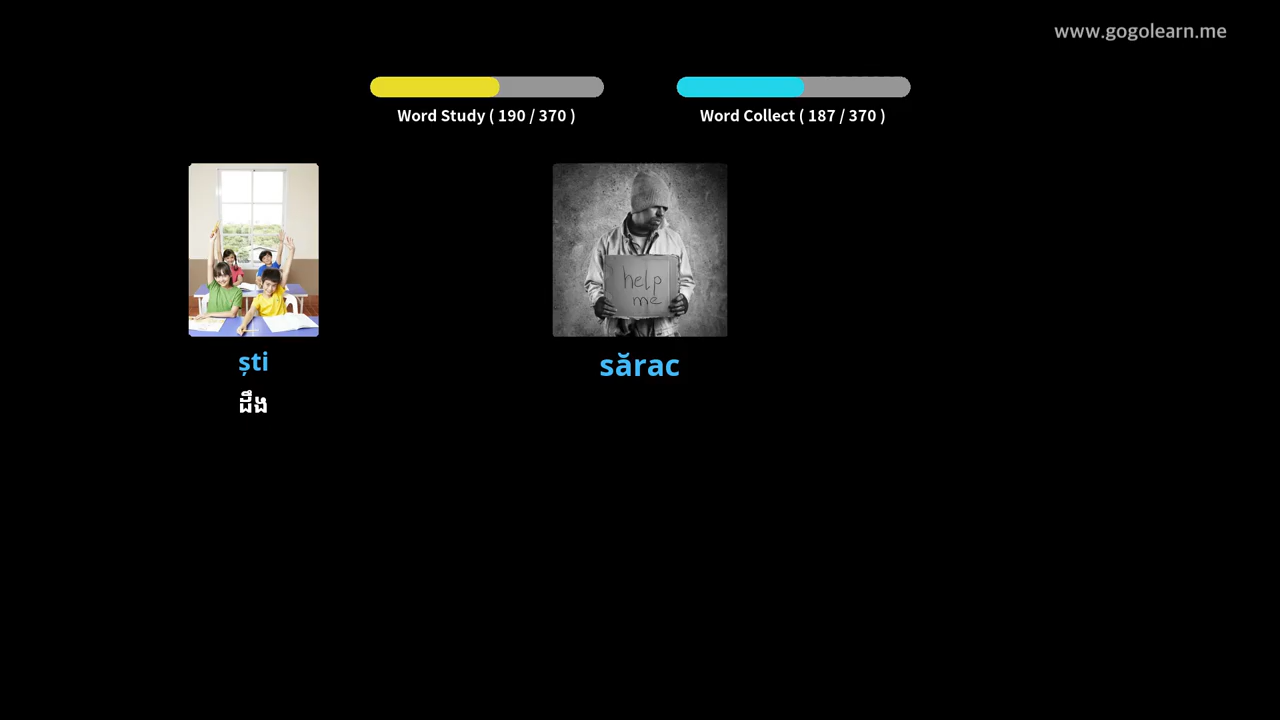 www.gogolearn.me
Word Study ( 190 / 370 )
Word Collect ( 187 / 370 )
help
me
ști
sărac
ដឹង